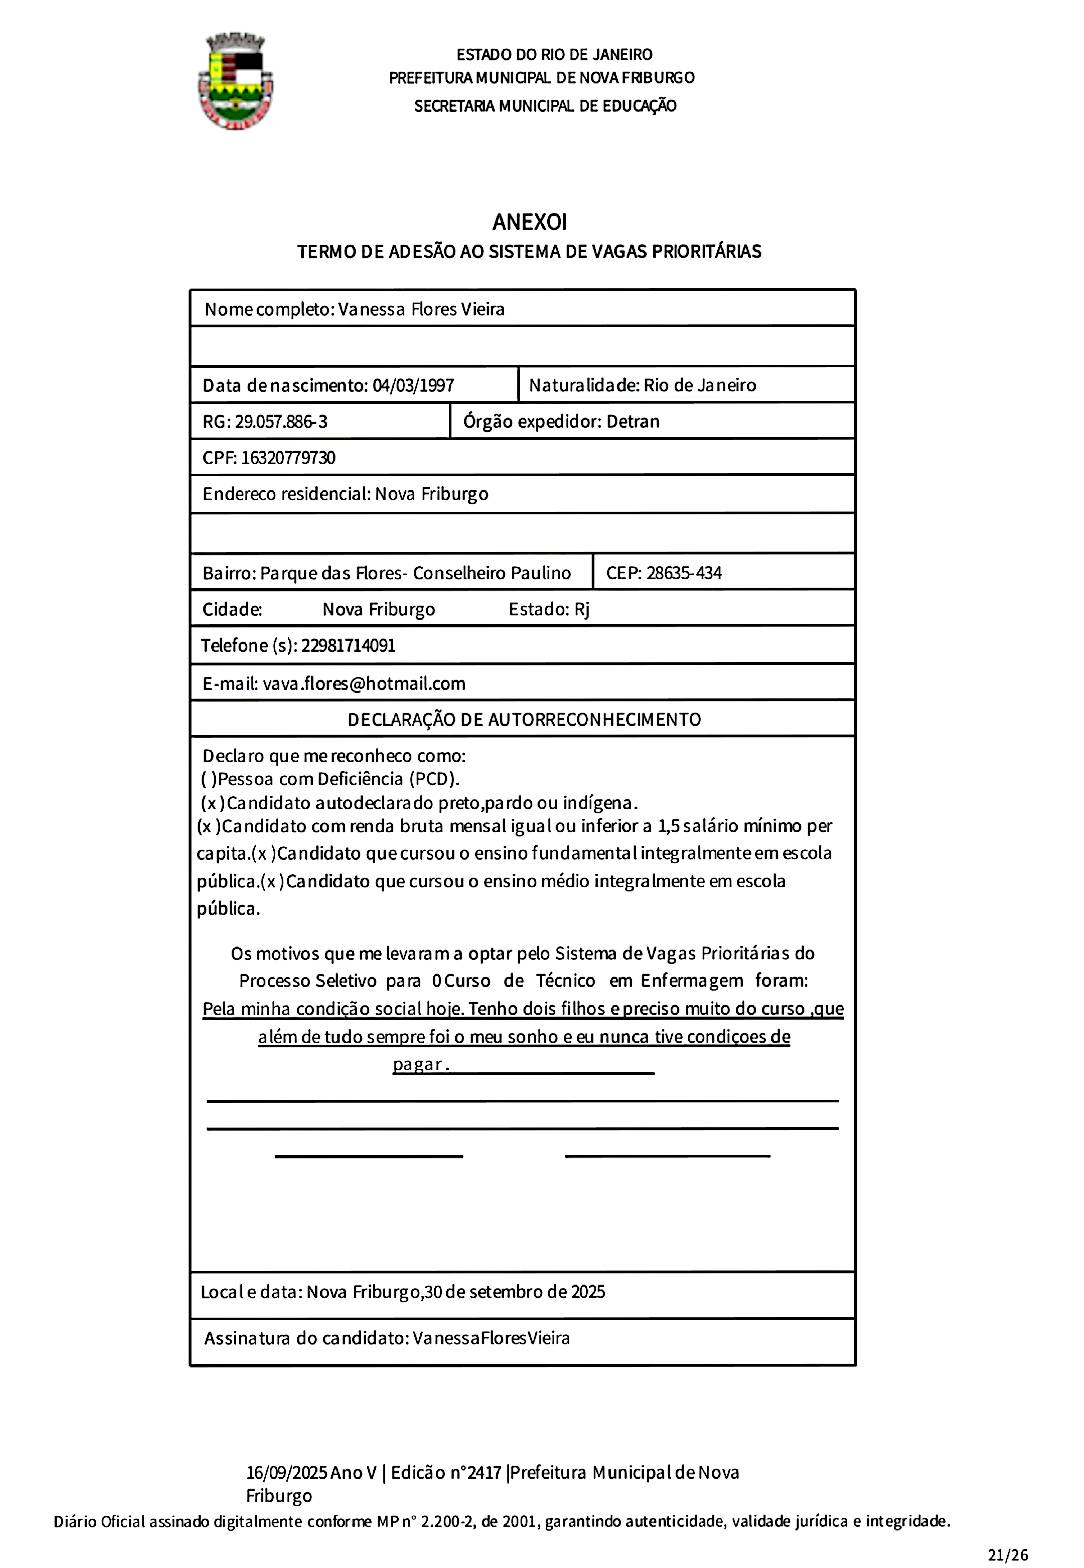 ESTADO DO RIO DE JANEIRO
PREFEITURA MUNICIPAL DE NOVA FRIBURGO
SECRETARIA MUNICIPAL DE EDUCAÇÃO
ANEXOI
TERMO DE ADESÃO AO SISTEMA DE VAGAS PRIORITÁRIAS
Nome completo: Vanessa Flores Vieira
Data de nascimento: 04/03/1997 Naturalidade: Rio de Janeiro
RG: 29.057.886-3 Órgão expedidor: Detran
CPF: 16320779730
Endereco residencial: Nova Friburgo
Bairro: Parque das Flores- Conselheiro Paulino CEP: 28635-434
Cidade: Nova Friburgo Estado: Rj
Telefone (s): 22981714091
E-mail: vava.flores@hotmail.com
DECLARAÇÃO DE AUTORRECONHECIMENTO
Declaro que me reconheco como:
( )Pessoa com Deficiência (PCD).
(x )Candidato autodeclarado preto,pardo ou indígena.
(x )Candidato com renda bruta mensal igual ou inferior a 1,5 salário mínimo per
capita.(x )Candidato que cursou o ensino fundamental integralmente em escola
pública.(x )Candidato que cursou o ensino médio integralmente em escola
pública.
Os motivos que me levaram a optar pelo Sistema de Vagas Prioritárias do
Processo Seletivo para 0 Curso de Técnico em Enfermagem foram:
Pela minha condição social hoje. Tenho dois filhos e preciso muito do curso ,que
além de tudo sempre foi o meu sonho e eu nunca tive condiçoes de
pagar.
Local e data: Nova Friburgo,30 de setembro de 2025
Assinatura do candidato: VanessaFloresVieira
16/09/2025 Ano V | Edicão n°2417 |Prefeitura Municipal de Nova
Friburgo
Diário Oficial assinado digitalmente conforme MP n° 2.200-2, de 2001, garantindo autenticidade, validade jurídica e integridade.
21/26